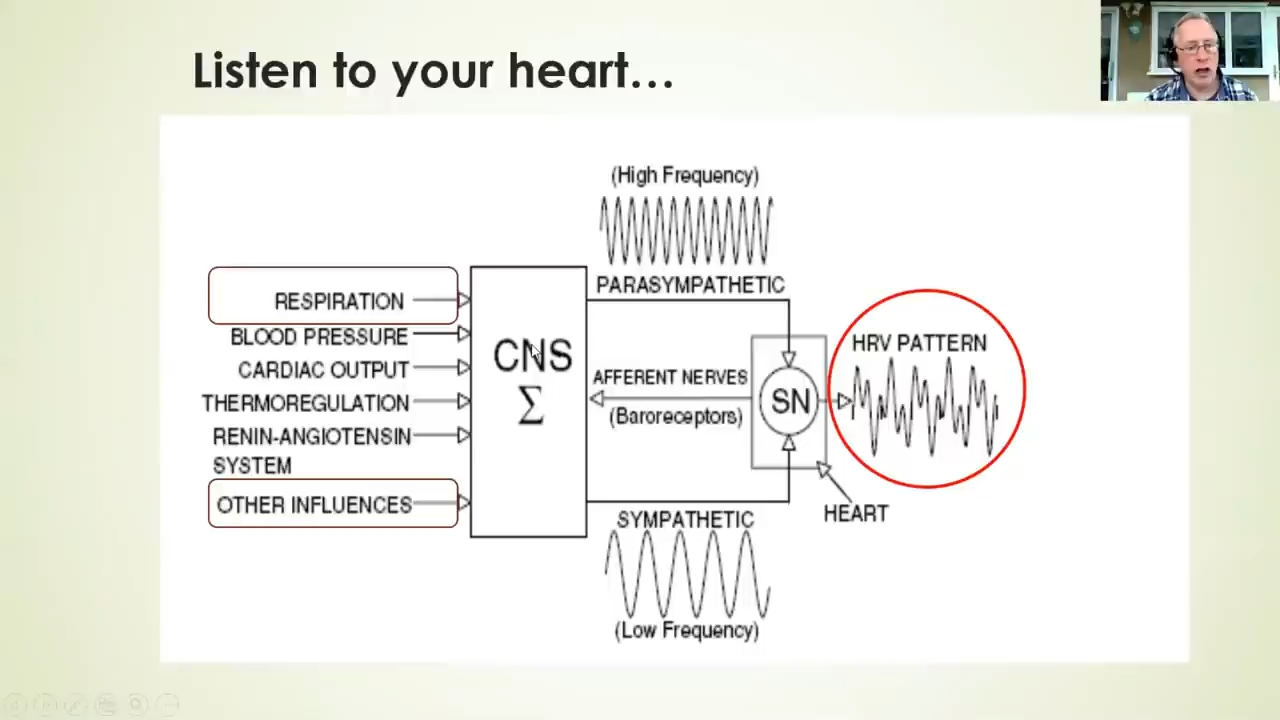 Listen to your heart...
(High Frequency)
PARASYMPATHETIC
RESPIRATION
BLOOD PRESSURE
CARDIAC OUTPUT
THERMOREGULATION
RENIN-ANGIOTENSIN
SYSTEM
OTHER INFLUENCES
CNS
Σ
AFFERENT NERVES
(Baroreceptors)
SN
HRV PATTERN
HEART
SYMPATHETIC
(Low Frequency)